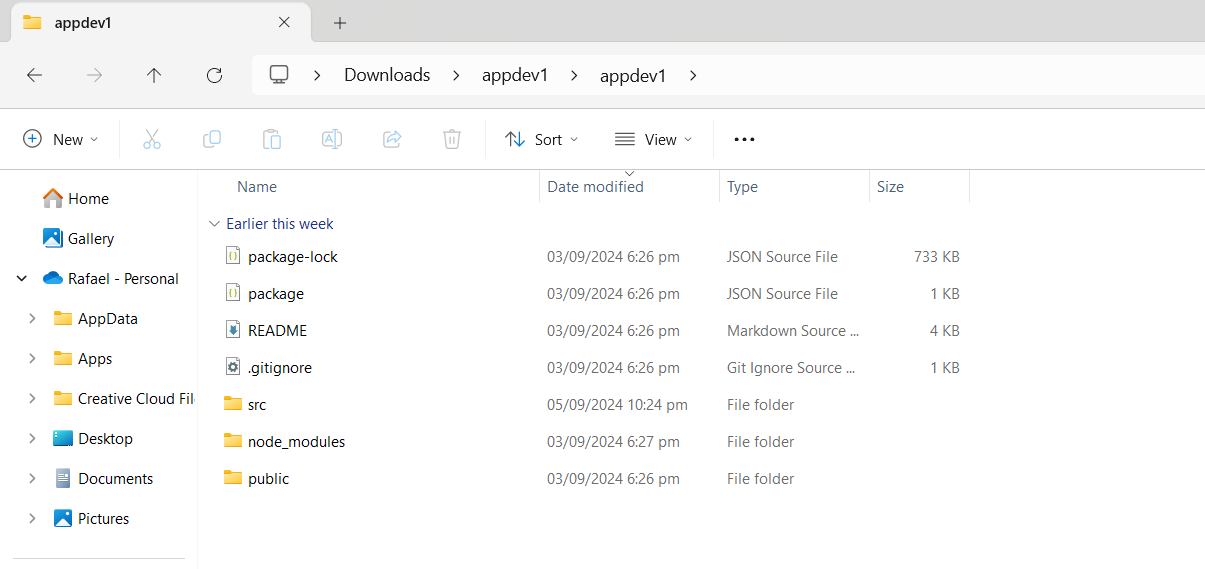 appdev1
Downloads > appdev1 > appdev1 >
New Sort View ...
Name Date modified Type Size
Home
Gallery
Rafael - Personal
AppData
Apps
Creative Cloud Fil
Desktop
Documents
Pictures
Earlier this week
package-lock 03/09/2024 6:26 pm JSON Source File 733 KB
package 03/09/2024 6:26 pm JSON Source File 1 KB
README 03/09/2024 6:26 pm Markdown Source ... 4 KB
.gitignore 03/09/2024 6:26 pm Git Ignore Source ... 1 KB
src 05/09/2024 10:24 pm File folder
node_modules 03/09/2024 6:27 pm File folder
public 03/09/2024 6:26 pm File folder